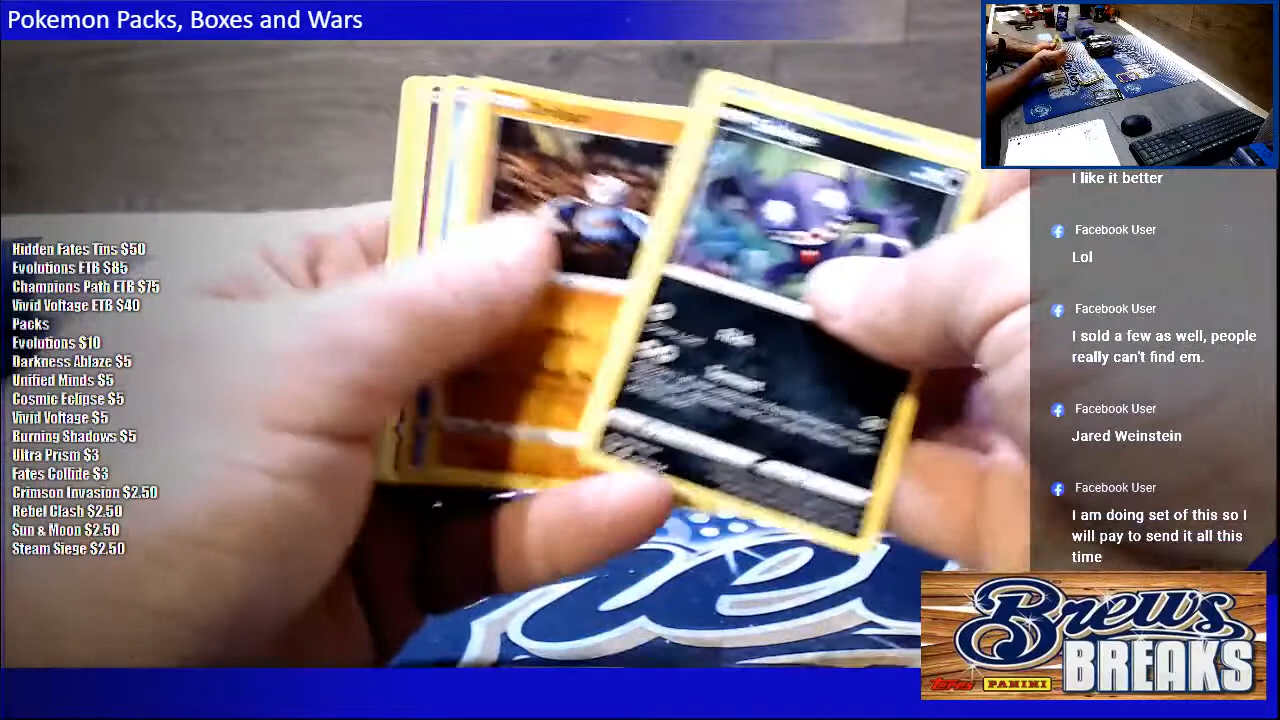 Pokemon Packs, Boxes and Wars
Hidden Fates Tins $50
Evolutions ETB $85
Champions Path ETB $75
Vivid Voltage ETB $40
Packs
Evolutions $10
Darkness Ablaze $5
Unified Minds $5
Cosmic Eclipse $5
Vivid Voltage $5
Burning Shadows $5
Ultra Prism $3
Fates Collide $3
Crimson Invasion $2.50
Rebel Clash $2.50
Sun & Moon $2.50
Steam Siege $2.50
I like it better
Facebook User
Lol
Facebook User
I sold a few as well, people
really can't find em.
Facebook User
Jared Weinstein
Facebook User
I am doing set of this so I
will pay to send it all this
time
Brews
BREAKS
Topps PANINI